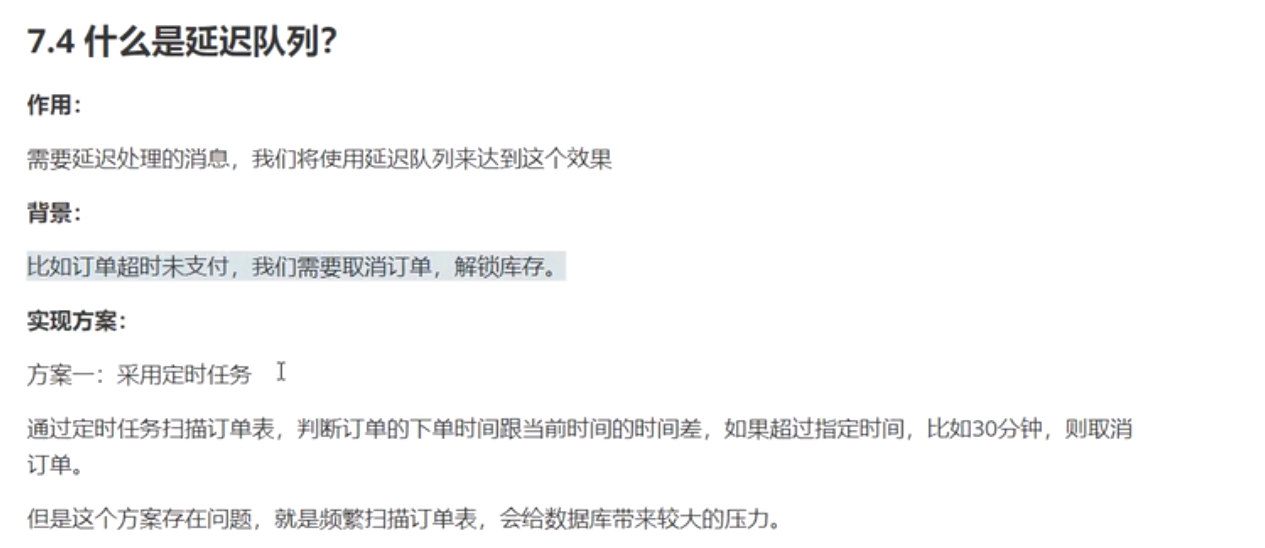 7.4 什么是延迟队列？
作用：
需要延迟处理的消息，我们将使用延迟队列来达到这个效果
背景：
比如订单超时未支付，我们需要取消订单，解锁库存。
实现方案：
方案一：采用定时任务
通过定时任务扫描订单表，判断订单的下单时间跟当前时间的时间差，如果超过指定时间，比如30分钟，则取消
订单。
但是这个方案存在问题，就是频繁扫描订单表，会给数据库带来较大的压力。